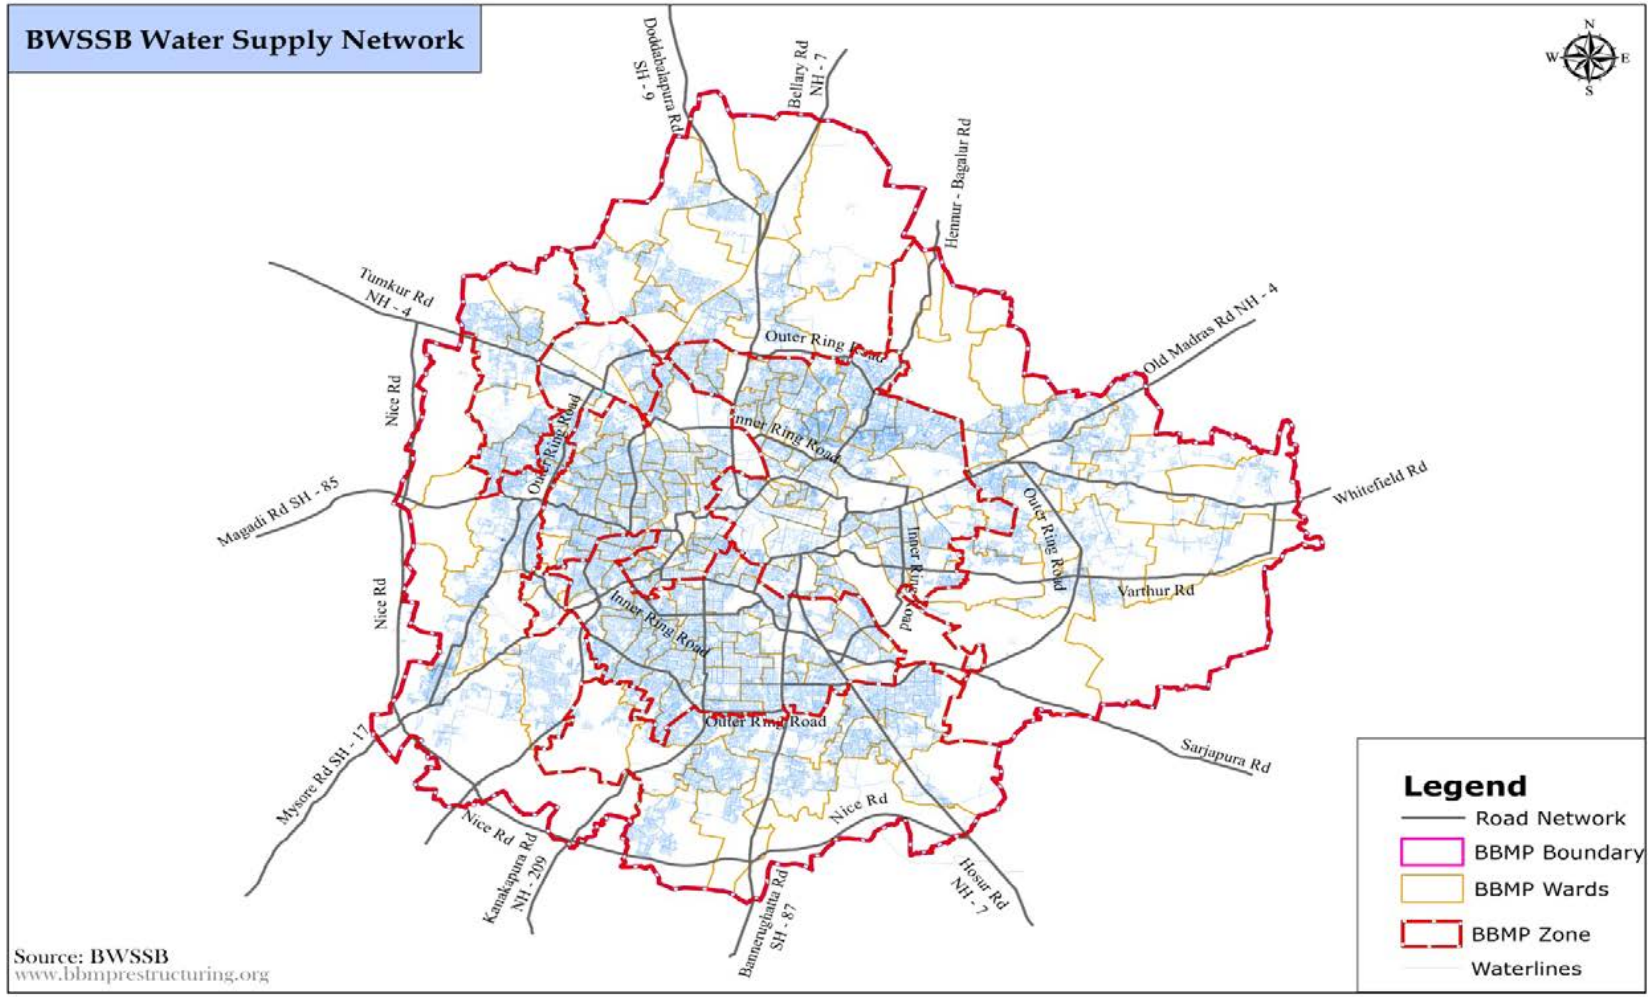 BWSSB Water Supply Network
N
W
E
S
Doddabalapura Rd
SH - 9
Bellary Rd
NH - 7
Hennur - Bagalur Rd
Tumkur Rd
NH - 4
Old Madras Rd NH - 4
Outer Ring Road
Nice Rd
Outer Ring Road
Inner Ring Road
Magadi Rd SH - 85
Whitefield Rd
Outer Ring Road
Inner Ring Road
Nice Rd
Inner Ring Road
Varthur Rd
Outer Ring Road
Mysore Rd SH - 17
Sarjapura Rd
Nice Rd
Nice Rd
Kanakapura Rd
NH - 209
Bannerughatta Rd
SH - 87
Hosur Rd
NH - 7
Legend
Road Network
BBMP Boundary
BBMP Wards
BBMP Zone
Waterlines
Source: BWSSB
www.bbmprestructuring.org